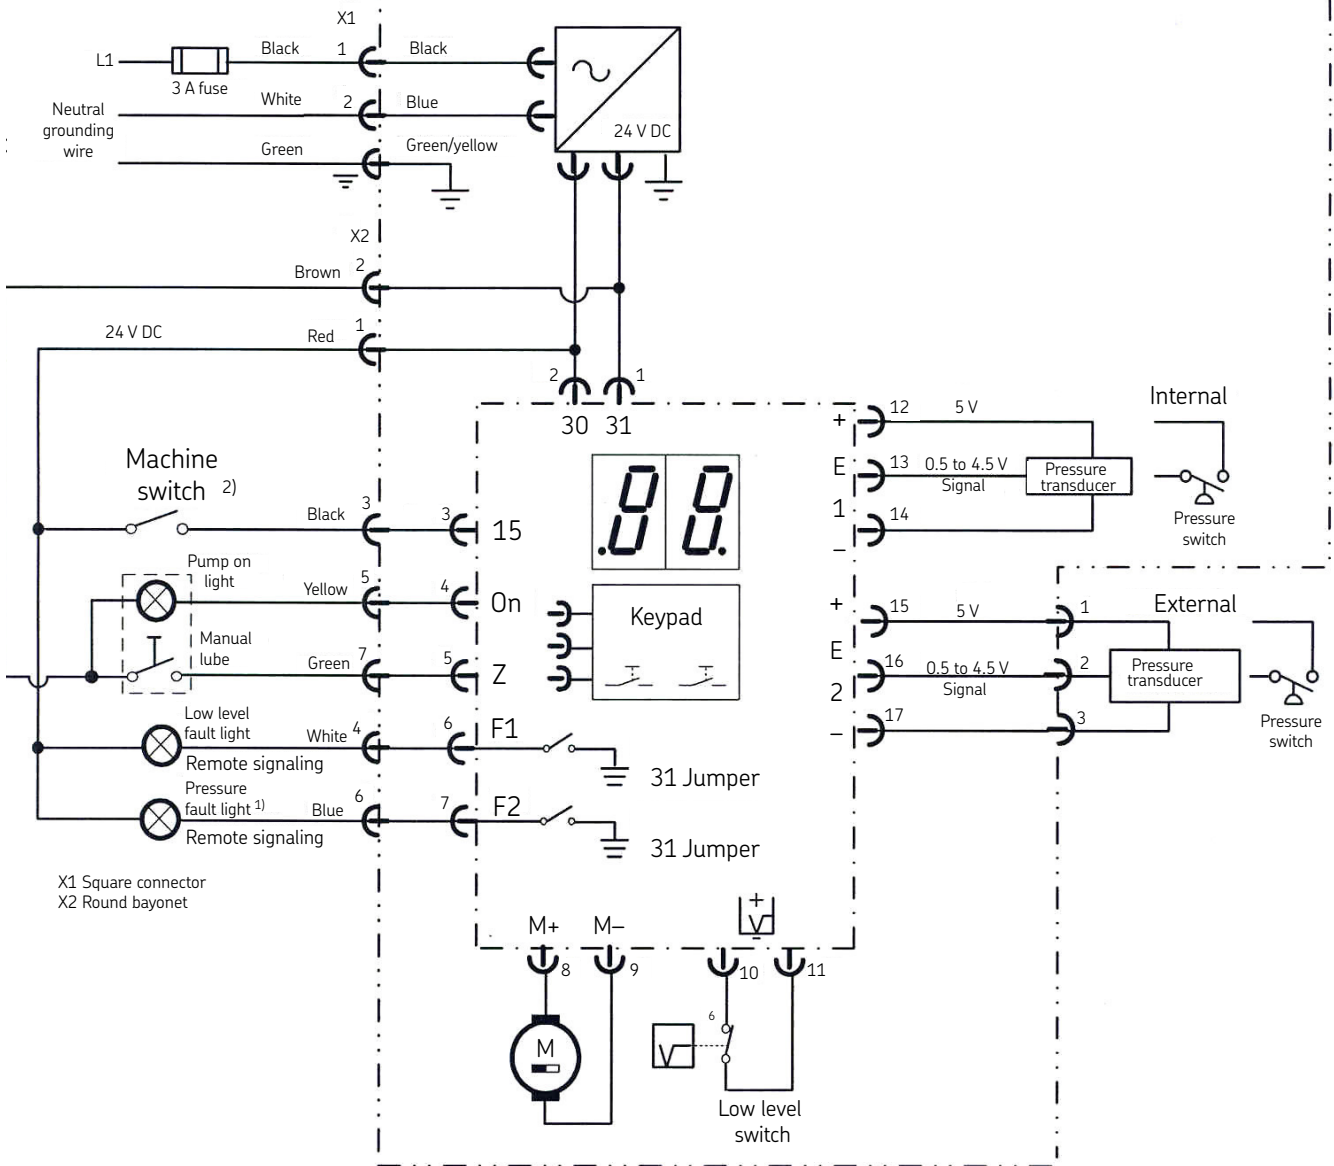 X1
L1
3 A fuse
Black
1
Black
White
2
Blue
Neutral
grounding
wire
Green
Green/yellow
24 V DC
X2
Brown
2
24 V DC
Red
1
2
1
30
31
Machine
switch 2)
Black
3
3
15
Pump on
light
Yellow
5
4
On
Manual
lube
Green
7
5
Z
Low level
fault light
White
4
6
F1
Remote signaling
31 Jumper
Pressure
fault light 1)
Blue
6
7
F2
Remote signaling
31 Jumper
X1 Square connector
X2 Round bayonet
Keypad
+
12
5 V
E
13
0.5 to 4.5 V
Signal
Pressure
transducer
1
14
–
Internal
Pressure
switch
+
15
5 V
1
E
16
0.5 to 4.5 V
Signal
2
Pressure
transducer
2
17
3
–
External
Pressure
switch
M+
M–
+
-
8
9
10
11
M
6
Low level
switch